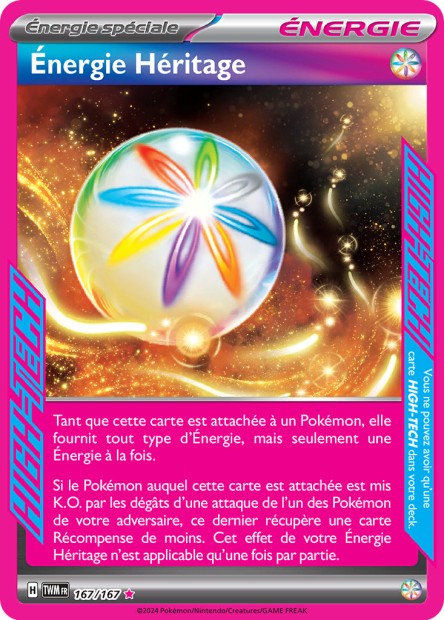 Énergie spéciale
ÉNERGIE
Énergie Héritage
HIGH-TECH
HIGH-TECH
Vous ne pouvez avoir qu'une
carte HIGH-TECH dans votre deck.
Tant que cette carte est attachée à un Pokémon, elle
fournit tout type d'Énergie, mais seulement une
Énergie à la fois.
Si le Pokémon auquel cette carte est attachée est mis
K.O. par les dégâts d'une attaque de l'un des Pokémon
de votre adversaire, ce dernier récupère une carte
Récompense de moins. Cet effet de votre Énergie
Héritage n'est applicable qu'une fois par partie.
H TWM FR 167/167
©2024 Pokémon/Nintendo/Creatures/GAME FREAK